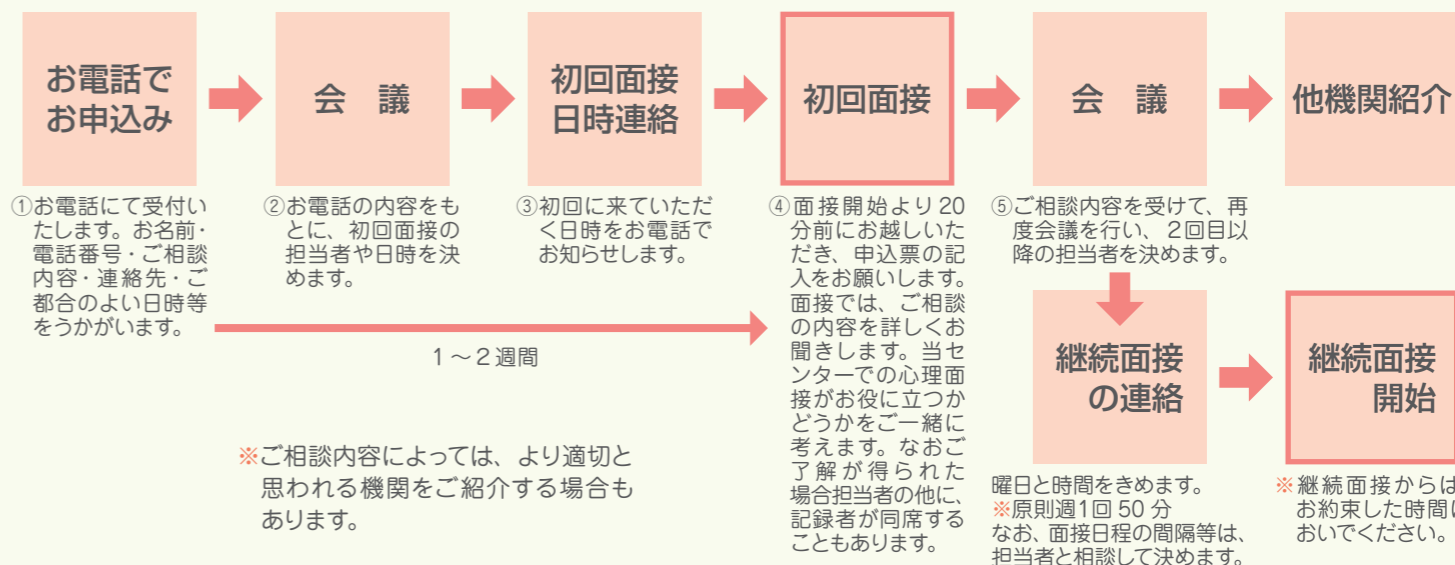 お電話で
お申込み
会　議
初回面接
日時連絡
初回面接
会　議
他機関紹介
①お電話にて受付い
たします。お名前・
電話番号・ご相談
内容・連絡先・ご
都合のよい日時等
をうかがいます。
②お電話の内容をも
とに、初回面接の
担当者や日時を決
めます。
③初回に来ていただ
く日時をお電話で
お知らせします。
④面接開始より20
分前にお越しいた
だき、申込票の記
入をお願いします。
面接では、ご相談
の内容を詳しくお
聞きします。当セ
ンターでの心理面
接がお役に立つか
どうかをご一緒に
考えます。なおご
了解が得られた
場合担当者の他に、
記録者が同席する
こともあります。
⑤ご相談内容を受けて、再
度会議を行い、2回目以
降の担当者を決めます。
1～2週間
※ご相談内容によっては、より適切と
思われる機関をご紹介する場合も
あります。
継続面接
の連絡
継続面接
開始
曜日と時間をきめます。
※原則週1回 50 分
なお、面接日程の間隔等は、
担当者と相談して決めます。
※継続面接からは
お約束した時間に
おいでください。